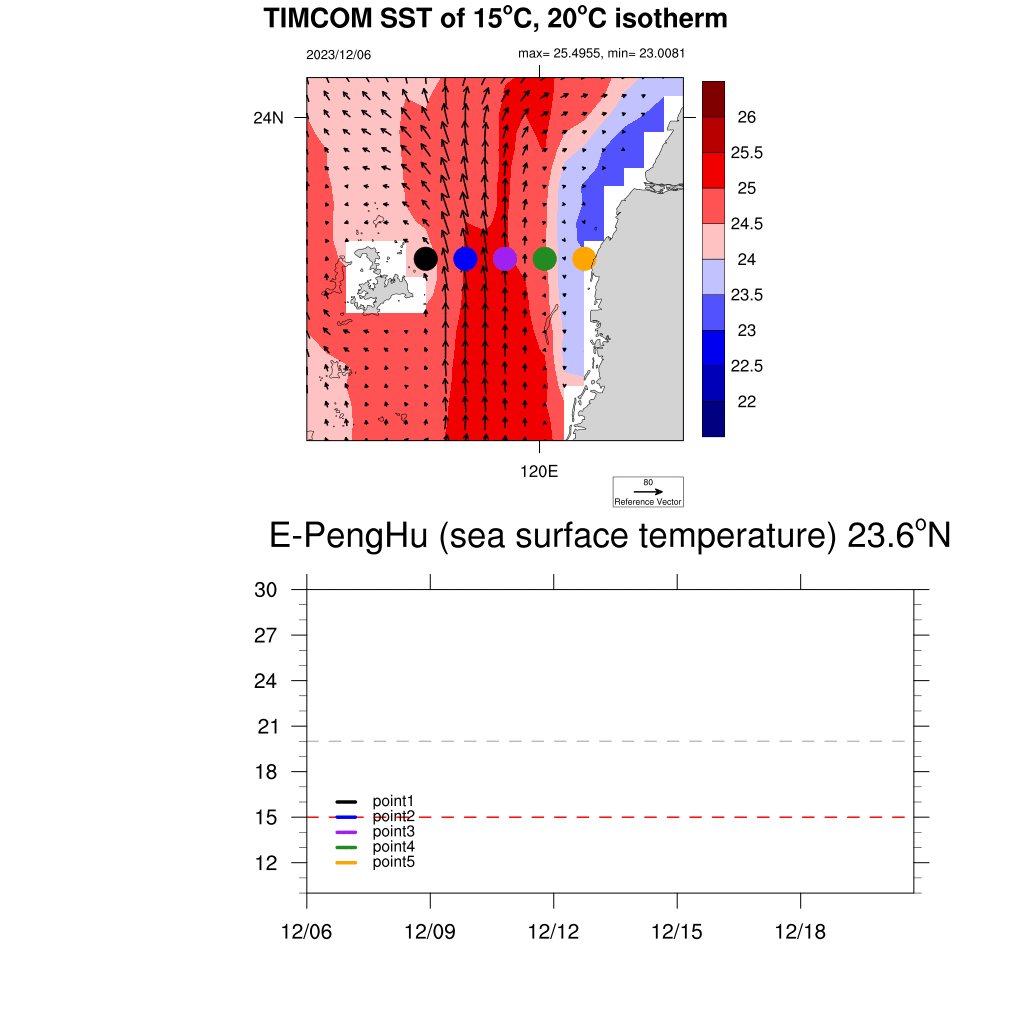 TIMCOM SST of 15°C, 20°C isotherm
2023/12/06
max= 25.4955, min= 23.0081
24N
26
25.5
25
24.5
24
23.5
23
22.5
22
120E
80
Reference Vector
E-PengHu (sea surface temperature) 23.6°N
30
27
24
21
18
15
12
point1
point2
point3
point4
point5
12/06 12/09 12/12 12/15 12/18